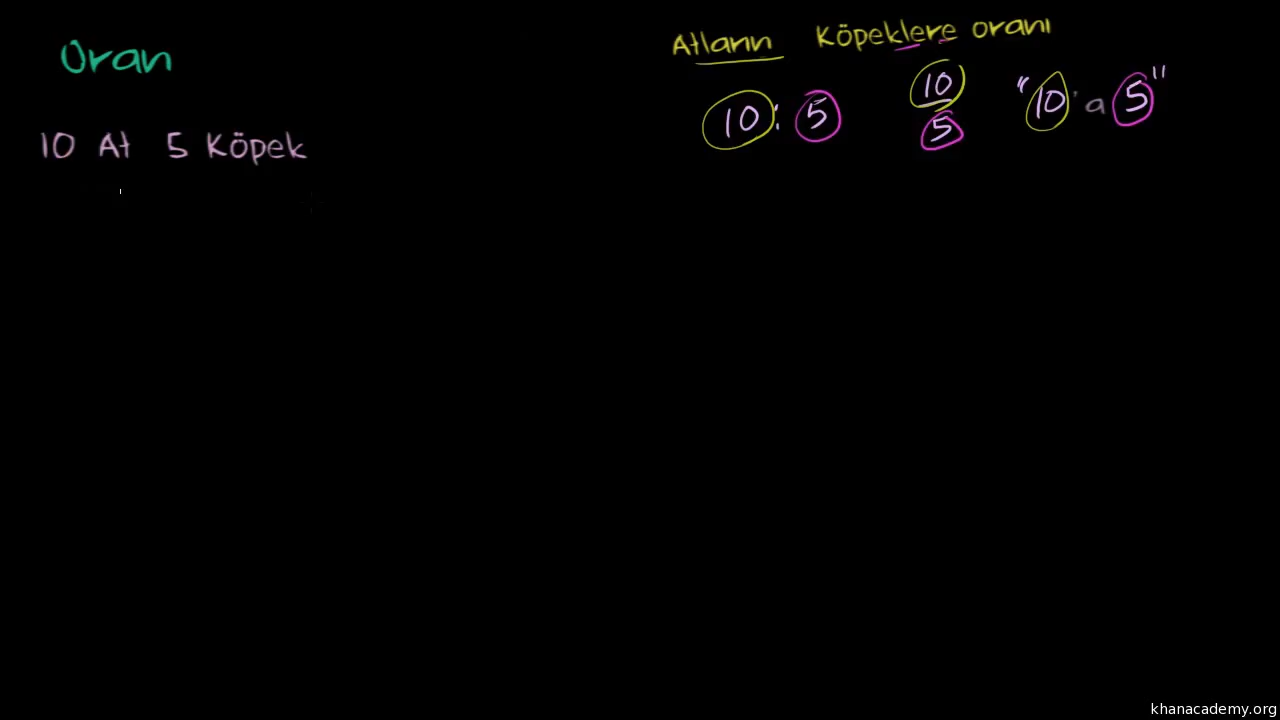 Oran
10 At 5 Köpek
Atların Köpeklere oranı
10 : 5
10
5
"10'a 5"
khanacademy.org